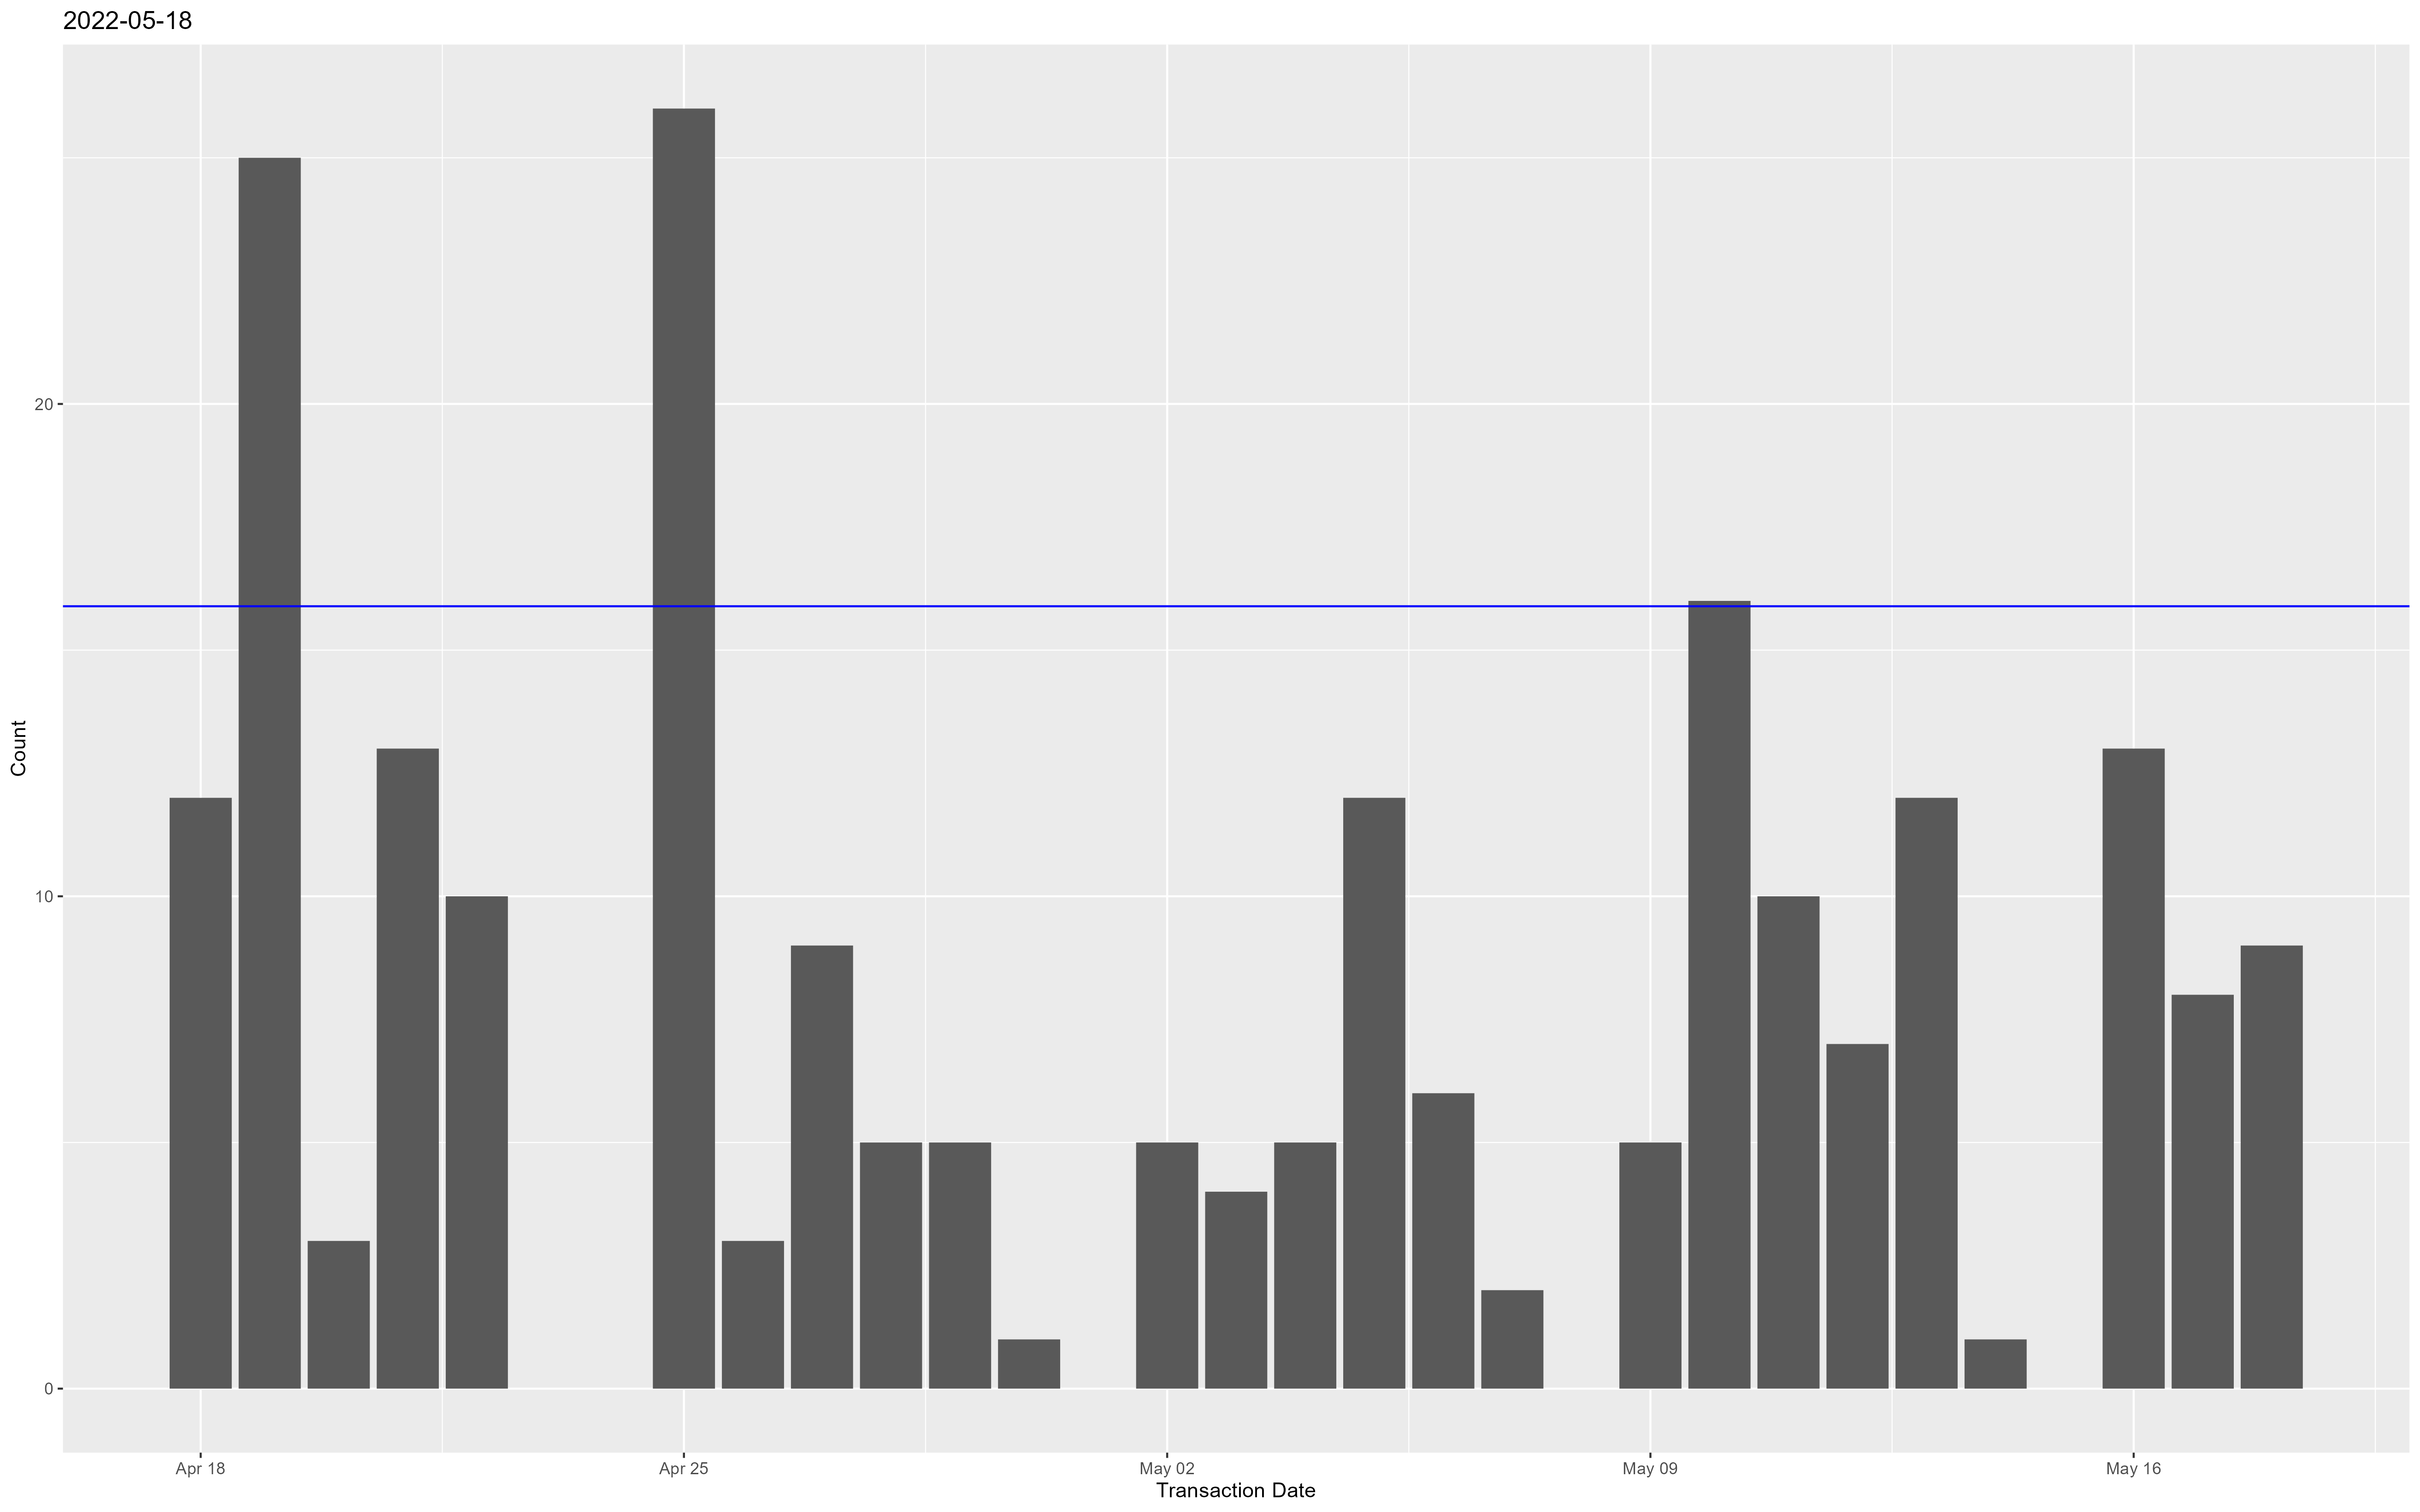 2022-05-18
Count
20
10
0
Apr 18
Apr 25
May 02
May 09
May 16
Transaction Date